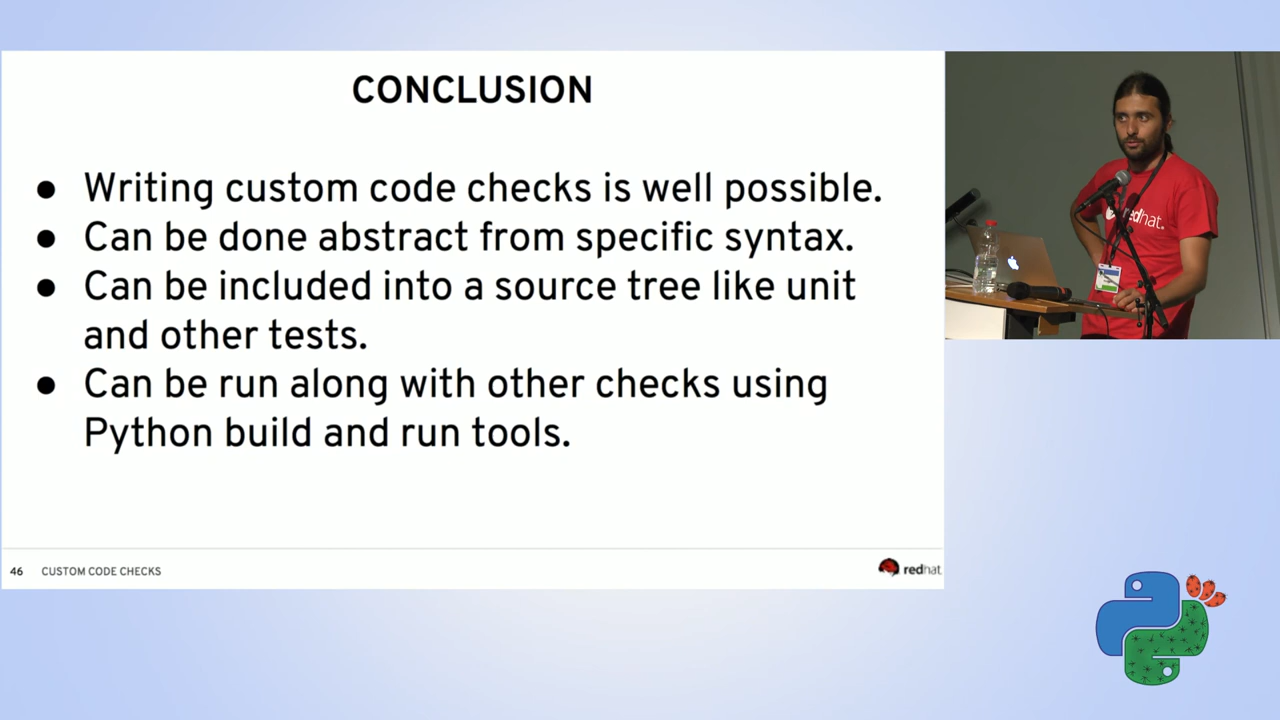 CONCLUSION
● Writing custom code checks is well possible.
● Can be done abstract from specific syntax.
● Can be included into a source tree like unit
and other tests.
● Can be run along with other checks using
Python build and run tools.
46 CUSTOM CODE CHECKS
redhat
redhat.